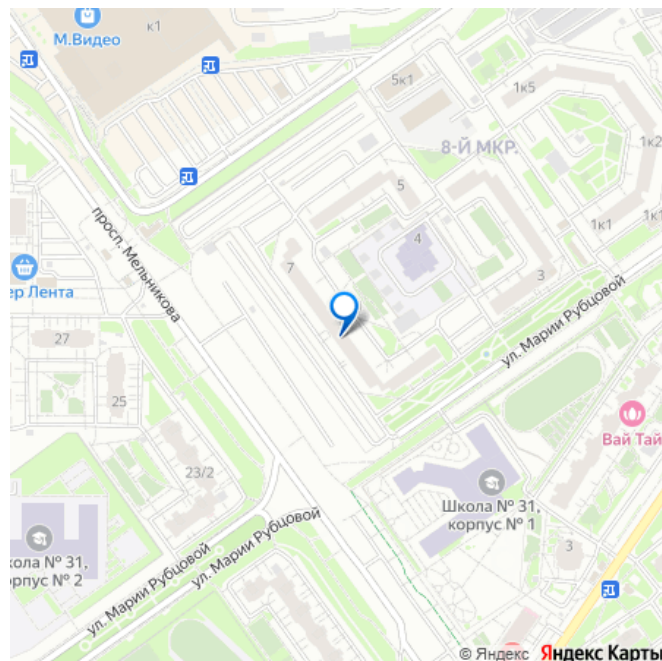 к1
М.Видео
5к1
1к5
8-Й МКР.
1к2
5
просп. Мельникова
4
1к1
7
3
ер Лента
ул. Марии Рубцовой
27
25
Вай Тай
23/2
Школа № 31,
корпус № 1
кола № 31,
рпус № 2
ул. Марии Рубцовой
ул. Марии Рубцовой
3
© Яндекс Яндекс Карты